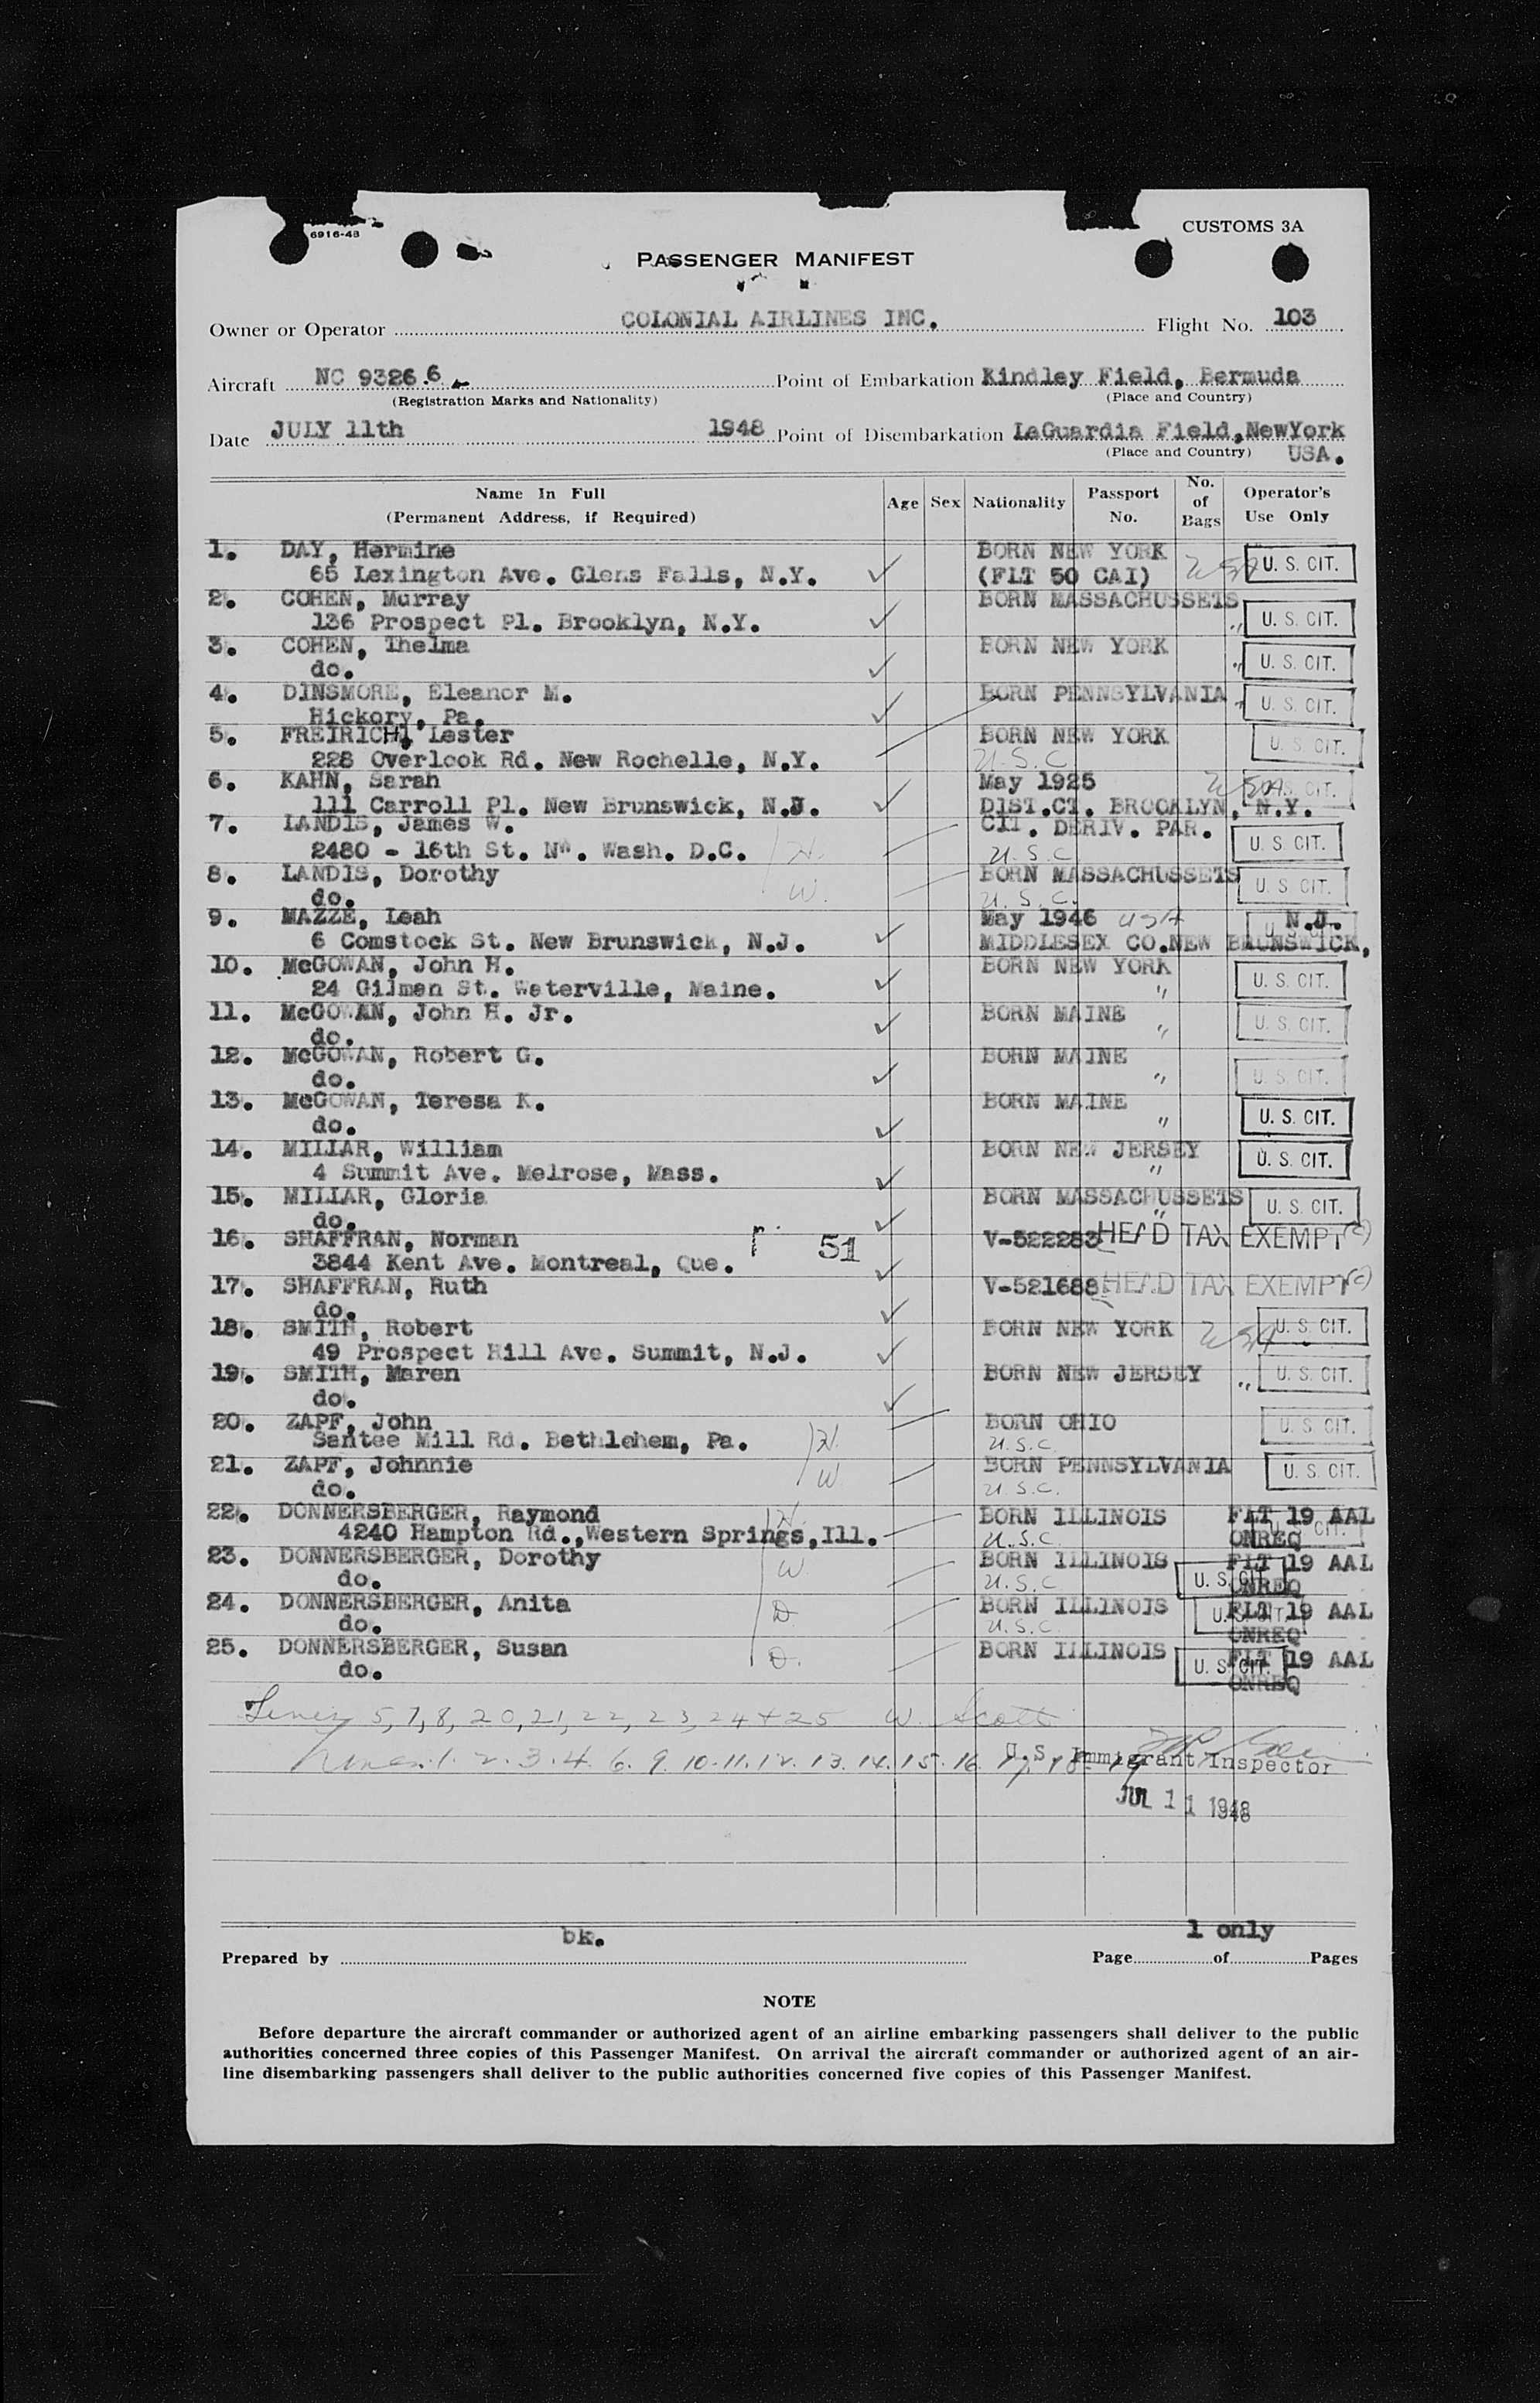 6916-48
CUSTOMS 3A
PASSENGER MANIFEST
Owner or Operator COLONIAL AIRLINES INC. Flight No. 103
Aircraft NC 93266 Point of Embarkation Kindley Field, Bermuda
(Registration Marks and Nationality) (Place and Country)
Date JULY 11th 1948 Point of Disembarkation LaGuardia Field,NewYork
(Place and Country) USA.
Name In Full (Permanent Address, if Required) Age Sex Nationality Passport No. No. of Bags Operator's Use Only
1. DAY, Hermine BORN NEW YORK
65 Lexington Ave. Glens Falls, N.Y. ✓ (FLT 50 CAI) USA U. S. CIT.
2. COHEN, Murray BORN MASSACHUSSETS
136 Prospect Pl. Brooklyn, N.Y. ✓ " U. S. CIT.
3. COHEN, Thelma BORN NEW YORK
do. ✓ " U. S. CIT.
4. DINSMORE, Eleanor M. BORN PENNSYLVANIA
Hickory, Pa. ✓ " U. S. CIT.
5. FREIRICH, Lester BORN NEW YORK U. S. CIT.
228 Overlook Rd. New Rochelle, N.Y. U.S.C
6. KAHN, Sarah May 1925 USA U. S. CIT.
111 Carroll Pl. New Brunswick, N.J. ✓ DIST.CT. BROOKLYN, N.Y.
7. LANDIS, James W. CIT. DERIV. PAR.
2480 - 16th St. NW. Wash. D.C. H. U.S.C U. S. CIT.
8. LANDIS, Dorothy BORN MASSACHUSSETS U. S. CIT.
do. W. U.S.C.
9. MAZZE, Leah May 1946 USA U. S. CIT. N.J.
6 Comstock St. New Brunswick, N.J. ✓ MIDDLESEX CO.NEW BRUNSWICK,
10. McGOWAN, John H. BORN NEW YORK
24 Gilman St. Waterville, Maine. ✓ " U. S. CIT.
11. McGOWAN, John H. Jr. BORN MAINE U. S. CIT.
do. ✓ "
12. McGOWAN, Robert G. BORN MAINE
do. ✓ " U. S. CIT.
13. McGOWAN, Teresa K. BORN MAINE U. S. CIT.
do. ✓ "
14. MILLAR, William BORN NEW JERSEY U. S. CIT.
4 Summit Ave. Melrose, Mass. ✓ "
15. MILLAR, Gloria BORN MASSACHUSSETS U. S. CIT.
do. ✓ "
16. SHAFFRAN, Norman 51 V-522283 HEAD TAX EXEMPT (c)
3844 Kent Ave. Montreal, Que. ✓
17. SHAFFRAN, Ruth V-521688 HEAD TAX EXEMPT (c)
do. ✓
18. SMITH, Robert BORN NEW YORK USA U. S. CIT.
49 Prospect Hill Ave. Summit, N.J. ✓
19. SMITH, Maren BORN NEW JERSEY " U. S. CIT.
do. ✓
20. ZAPF, John BORN OHIO U. S. CIT.
Santee Mill Rd. Bethlehem, Pa. H. U.S.C.
21. ZAPF, Johnnie W. BORN PENNSYLVANIA U. S. CIT.
do. U.S.C.
22. DONNERSBERGER, Raymond H. BORN ILLINOIS FLT 19 AAL
4240 Hampton Rd.,Western Springs,Ill. U.S.C. ONREQ U. S. CIT.
23. DONNERSBERGER, Dorothy W BORN ILLINOIS FLT 19 AAL
do. U.S.C U. S. CIT. ONREQ
24. DONNERSBERGER, Anita D BORN ILLINOIS U. S. CIT. FLT 19 AAL
do. U.S.C ONREQ
25. DONNERSBERGER, Susan D. BORN ILLINOIS FLT 19 AAL
do. U. S. CIT. ONREQ
Lines 5, 7, 8, 20, 21, 22, 23, 24 + 25 W. Scott
Lines. 1. 2. 3. 4. 6. 9. 10. 11. 12. 13. 14. 15. 16. 17. 18. 19
U.S. Immigrant Inspector
JUL 11 1948
bk. 1 only
Prepared by Page of Pages
NOTE
Before departure the aircraft commander or authorized agent of an airline embarking passengers shall deliver to the public
authorities concerned three copies of this Passenger Manifest. On arrival the aircraft commander or authorized agent of an air-
line disembarking passengers shall deliver to the public authorities concerned five copies of this Passenger Manifest.